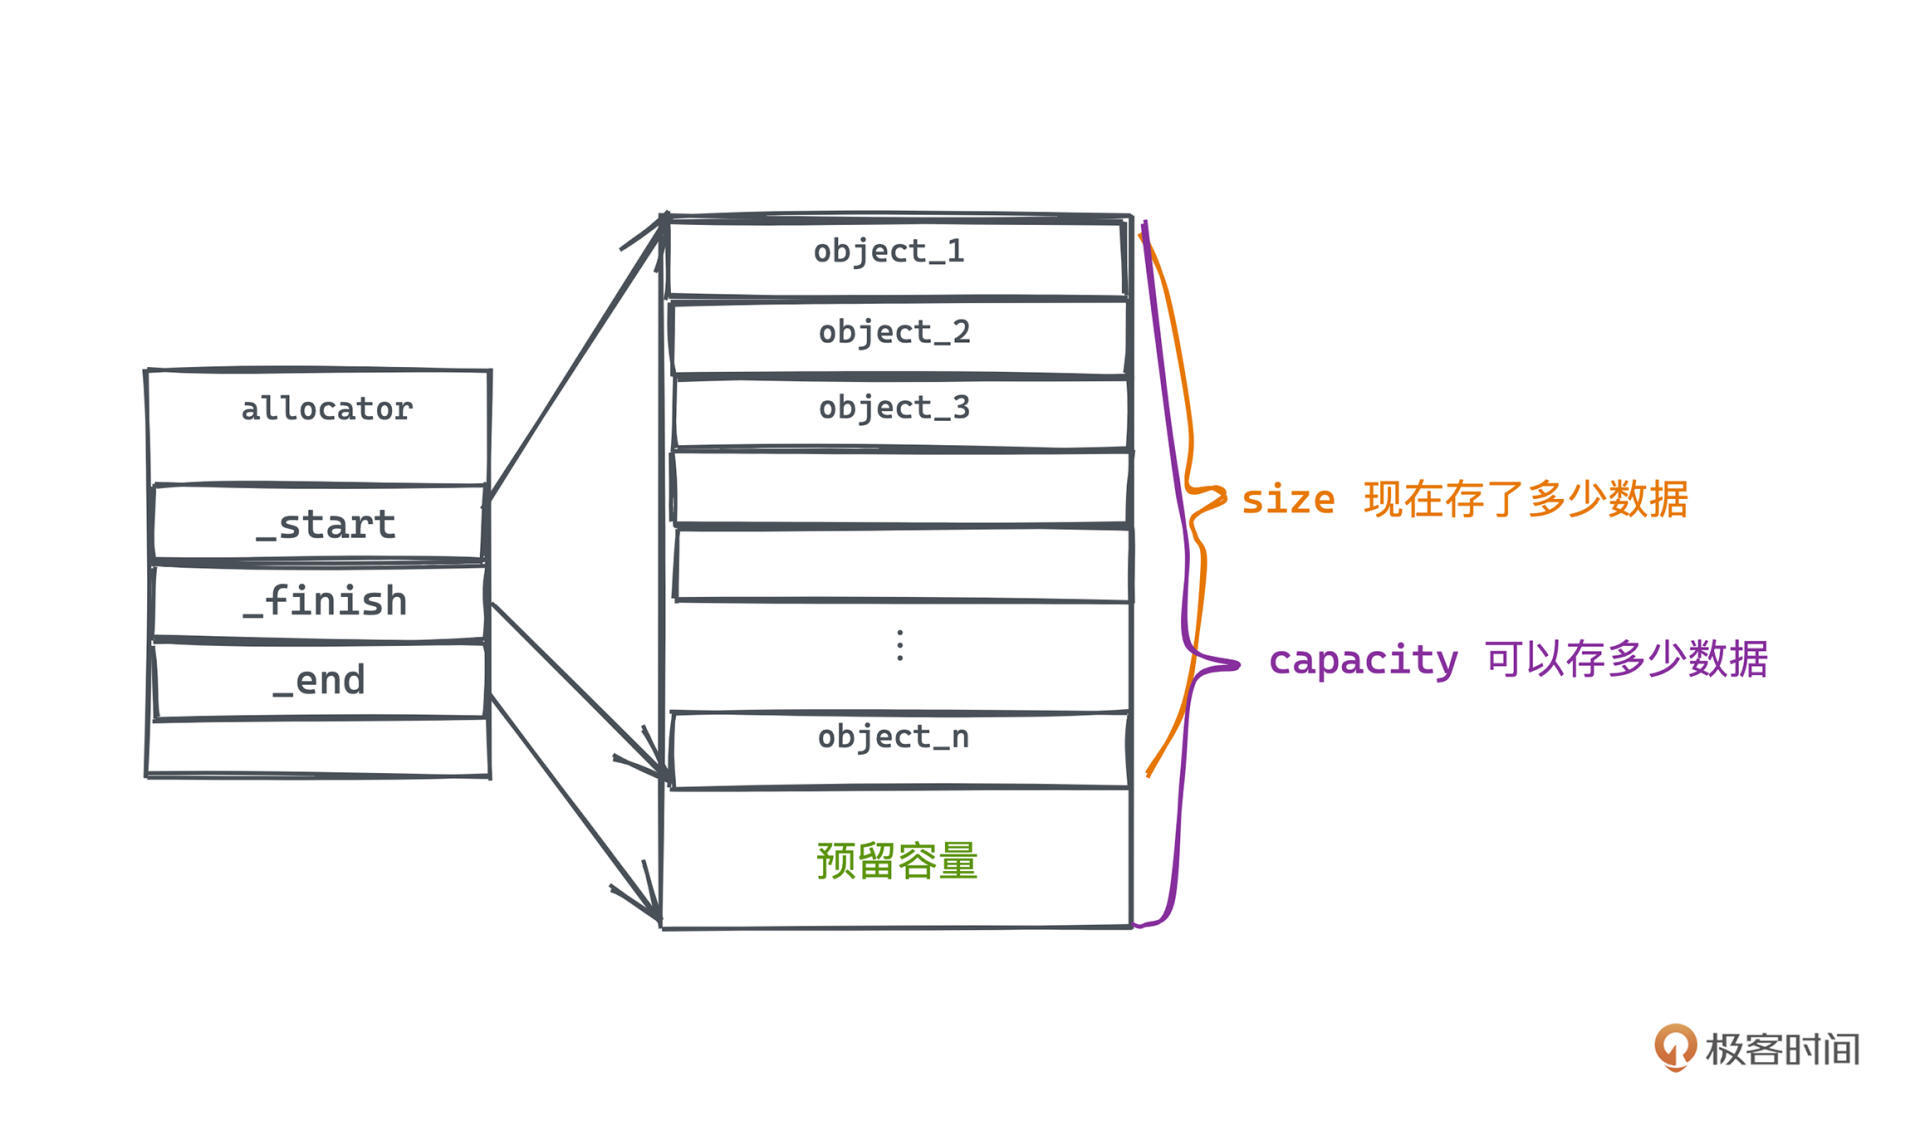 allocator
_start
_finish
_end
object_1
object_2
object_3
⋮
object_n
预留容量
size 现在存了多少数据
capacity 可以存多少数据
极客时间